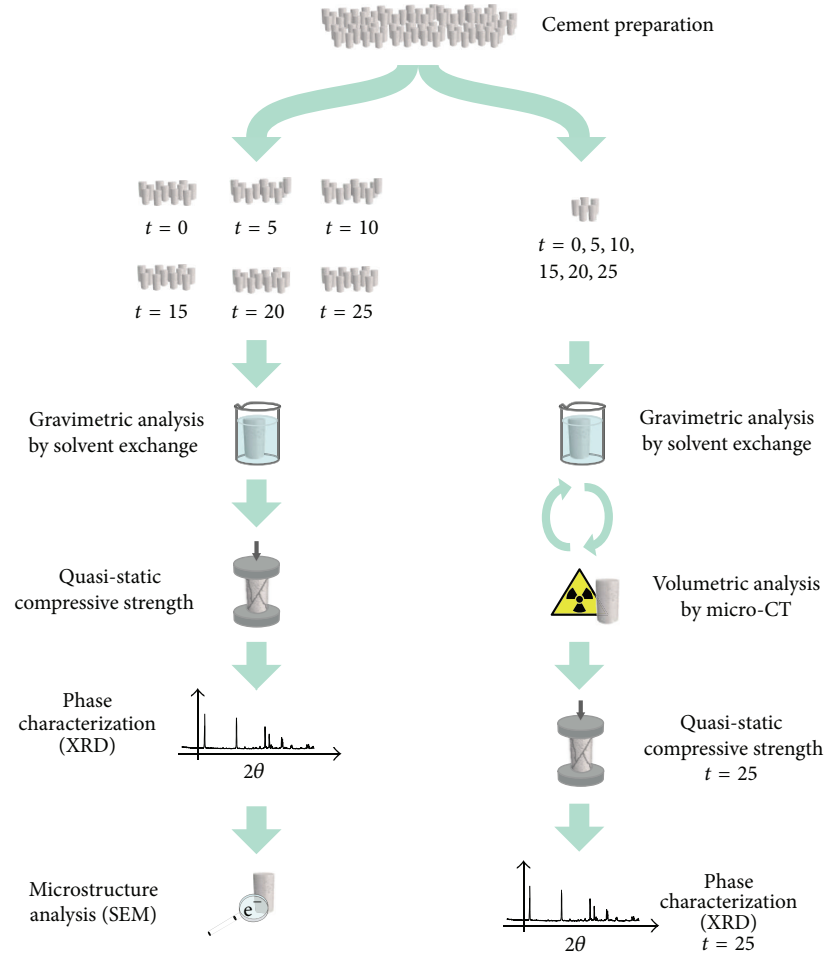 Cement preparation
t = 0
t = 5
t = 10
t = 15
t = 20
t = 25
Gravimetric analysis
by solvent exchange
Quasi-static
compressive strength
Phase
characterization
(XRD)
2θ
Microstructure
analysis (SEM)
e−
t = 0, 5, 10,
15, 20, 25
Gravimetric analysis
by solvent exchange
Volumetric analysis
by micro-CT
Quasi-static
compressive strength
t = 25
2θ
Phase
characterization
(XRD)
t = 25